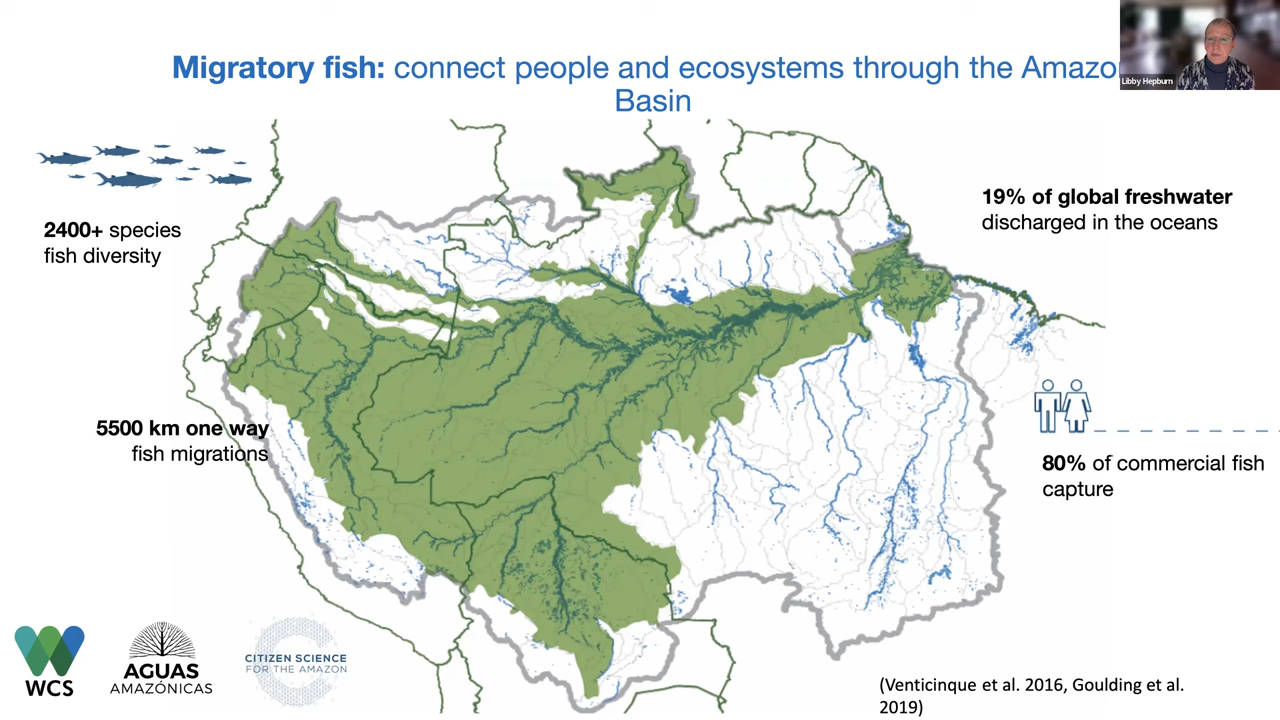 Migratory fish: connect people and ecosystems through the
Basin
Libby Hepburn
2400+ species
fish diversity
19% of global freshwater
discharged in the oceans
5500 km one way
fish migrations
80% of commercial fish
capture
WCS
AGUAS
AMAZÓNICAS
CITIZEN SCIENCE
FOR THE AMAZON
(Venticinque et al. 2016, Goulding et al.
2019)